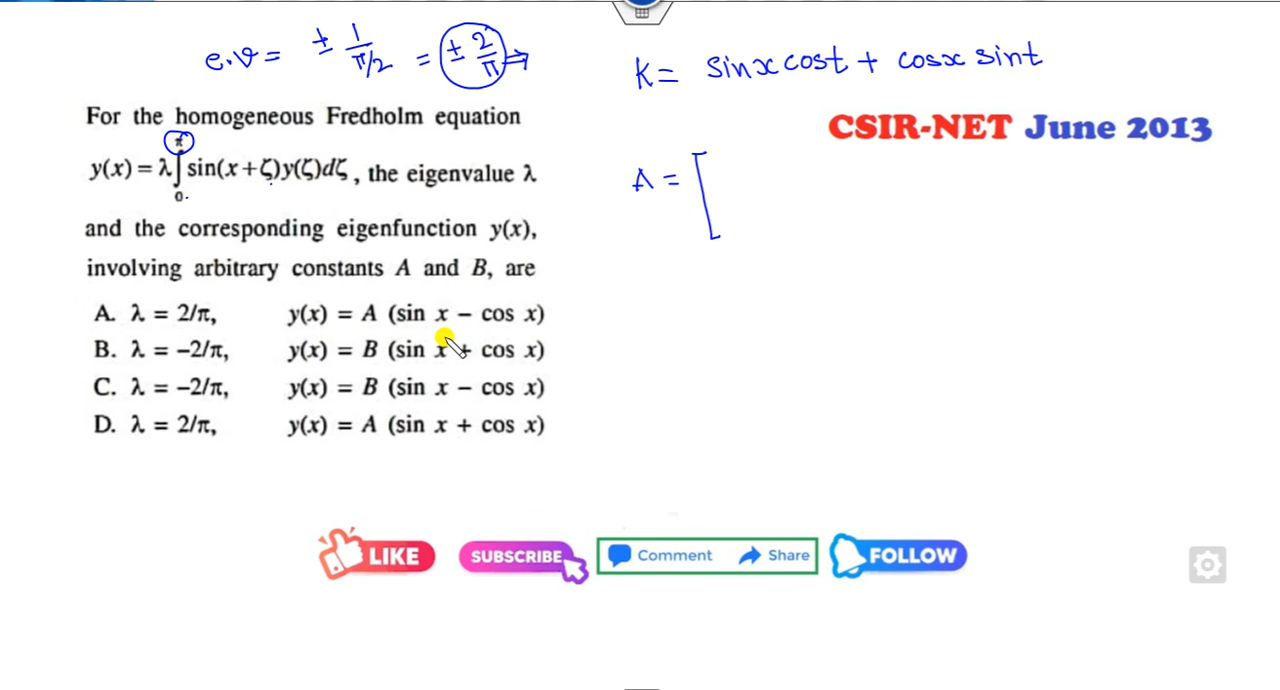 e.v = ± 1/π/2 = ± 2/π ⇒
K = sinx cost + cosx sint
For the homogeneous Fredholm equation
CSIR-NET June 2013
y(x) = λ∫₀^π sin(x+ζ)y(ζ)dζ, the eigenvalue λ
A = [
and the corresponding eigenfunction y(x),
involving arbitrary constants A and B, are
A. λ = 2/π, y(x) = A (sin x − cos x)
B. λ = −2/π, y(x) = B (sin x + cos x)
C. λ = −2/π, y(x) = B (sin x − cos x)
D. λ = 2/π, y(x) = A (sin x + cos x)
LIKE SUBSCRIBE Comment Share FOLLOW